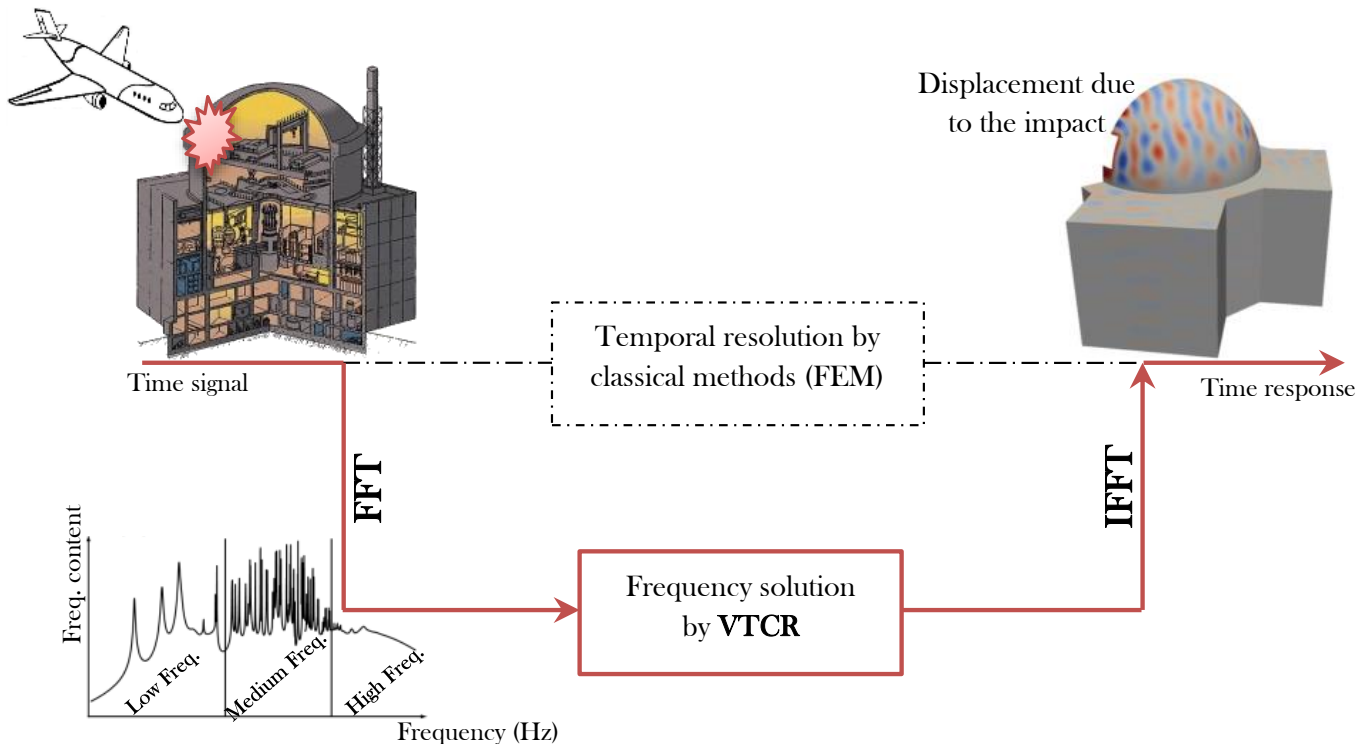 Displacement due
to the impact
Temporal resolution by
classical methods (FEM)
Time signal
Time response
FFT
IFFT
Freq. content
Low Freq.
Medium Freq.
High Freq.
Frequency (Hz)
Frequency solution
by VTCR